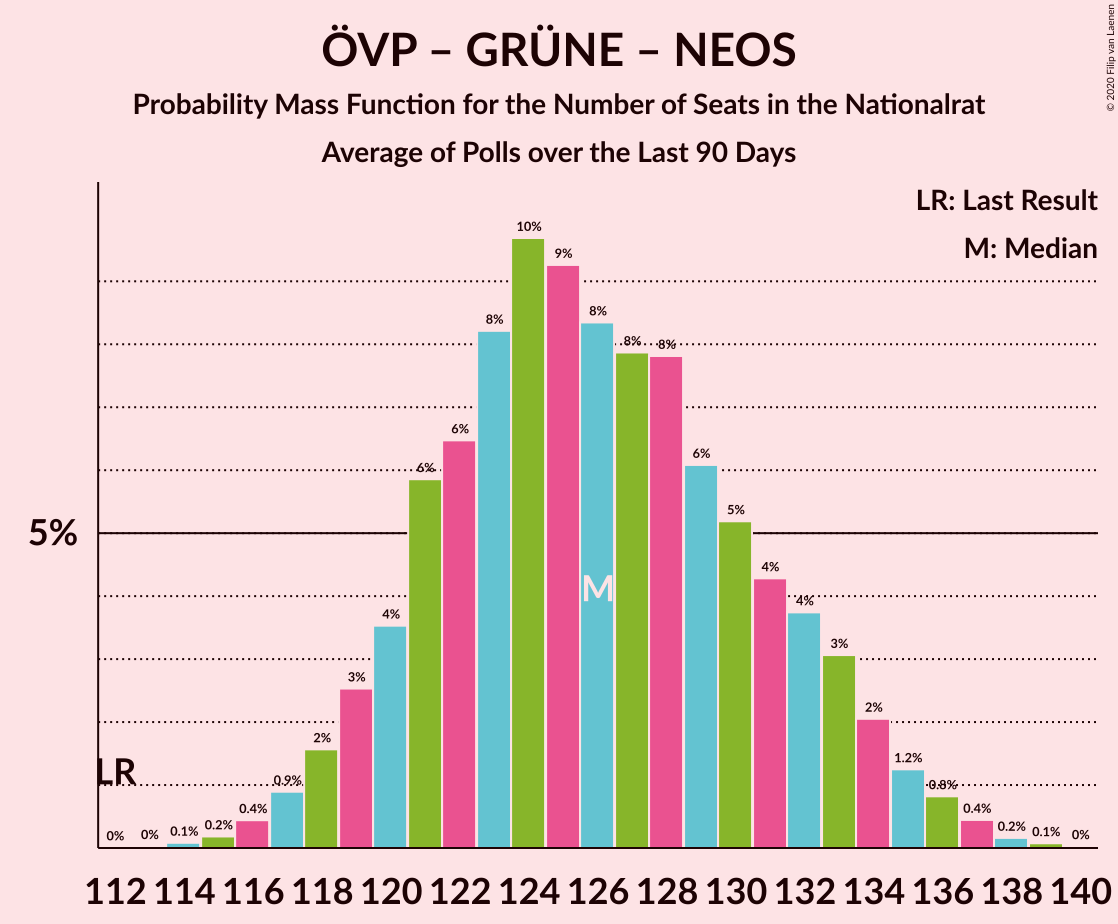 ÖVP – GRÜNE – NEOS
Probability Mass Function for the Number of Seats in the Nationalrat
Average of Polls over the Last 90 Days
© 2020 Filip van Laenen
LR: Last Result
M: Median
5%
LR
M
0% 0% 0.1% 0.2% 0.4% 0.9% 2% 3% 4% 6% 6% 8% 10% 9% 8% 8% 8% 6% 5% 4% 4% 3% 2% 1.2% 0.8% 0.4% 0.2% 0.1% 0%
112 114 116 118 120 122 124 126 128 130 132 134 136 138 140